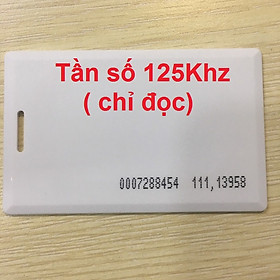 Tần số 125Khz
( chỉ đọc)
0007288454 111,13958